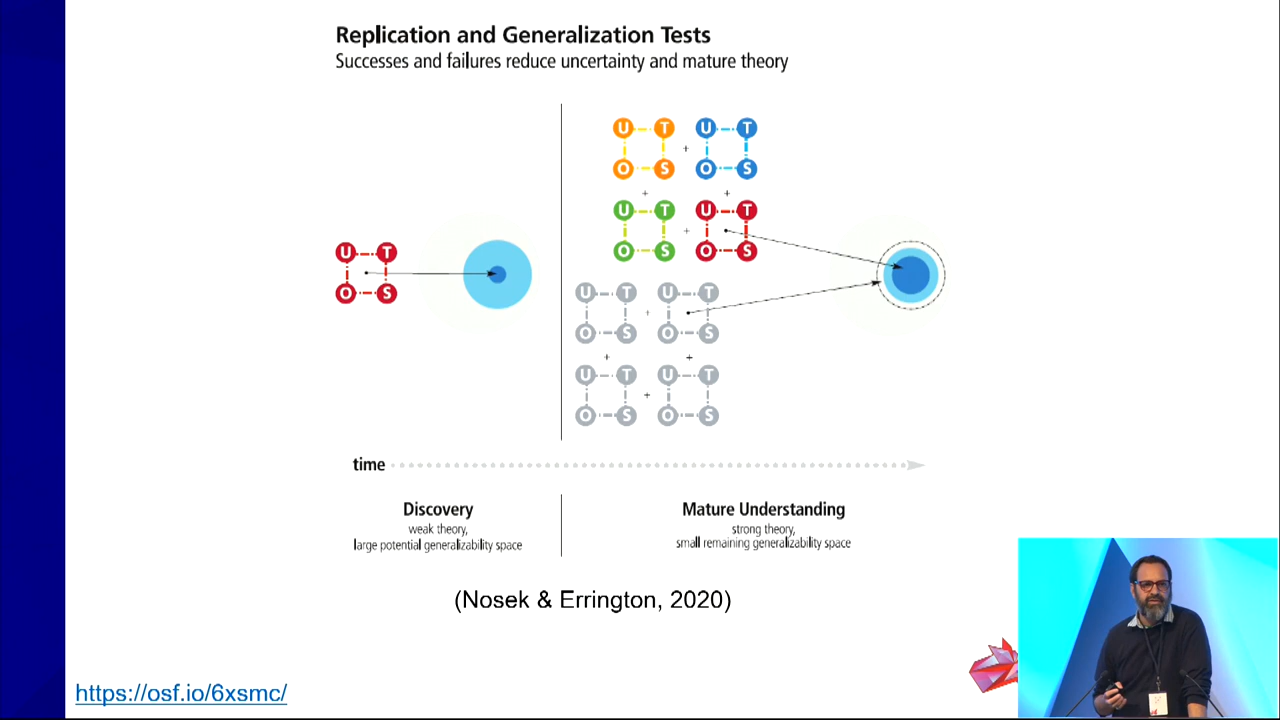 Replication and Generalization Tests
Successes and failures reduce uncertainty and mature theory
U T U T
+
O S O S
+ +
U T U T
U T
+
O S O S
O S
U T U T
+
O S O S
+ +
U T U T
+
O S O S
time
Discovery
weak theory,
large potential generalizability space
Mature Understanding
strong theory,
small remaining generalizability space
(Nosek & Errington, 2020)
https://osf.io/6xsmc/